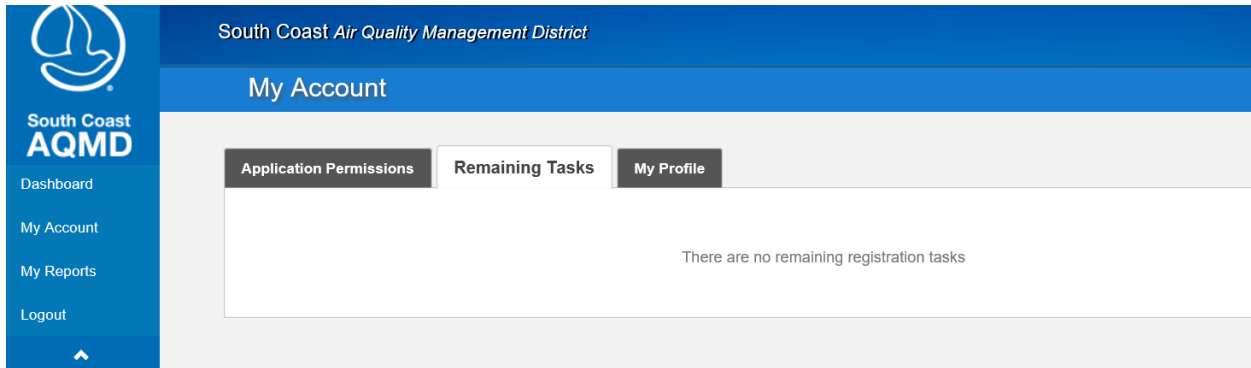 South Coast Air Quality Management District
My Account
South Coast
AQMD
Dashboard
My Account
My Reports
Logout
Application Permissions
Remaining Tasks
My Profile
There are no remaining registration tasks